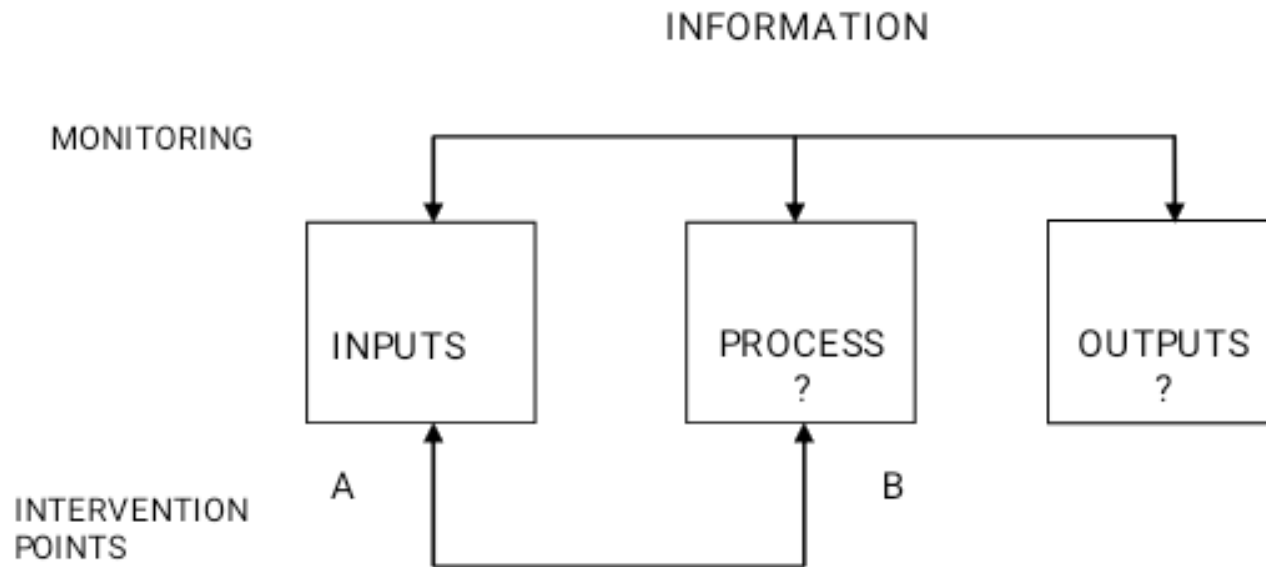 INFORMATION
MONITORING
INPUTS
PROCESS
?
OUTPUTS
?
A
B
INTERVENTION
POINTS